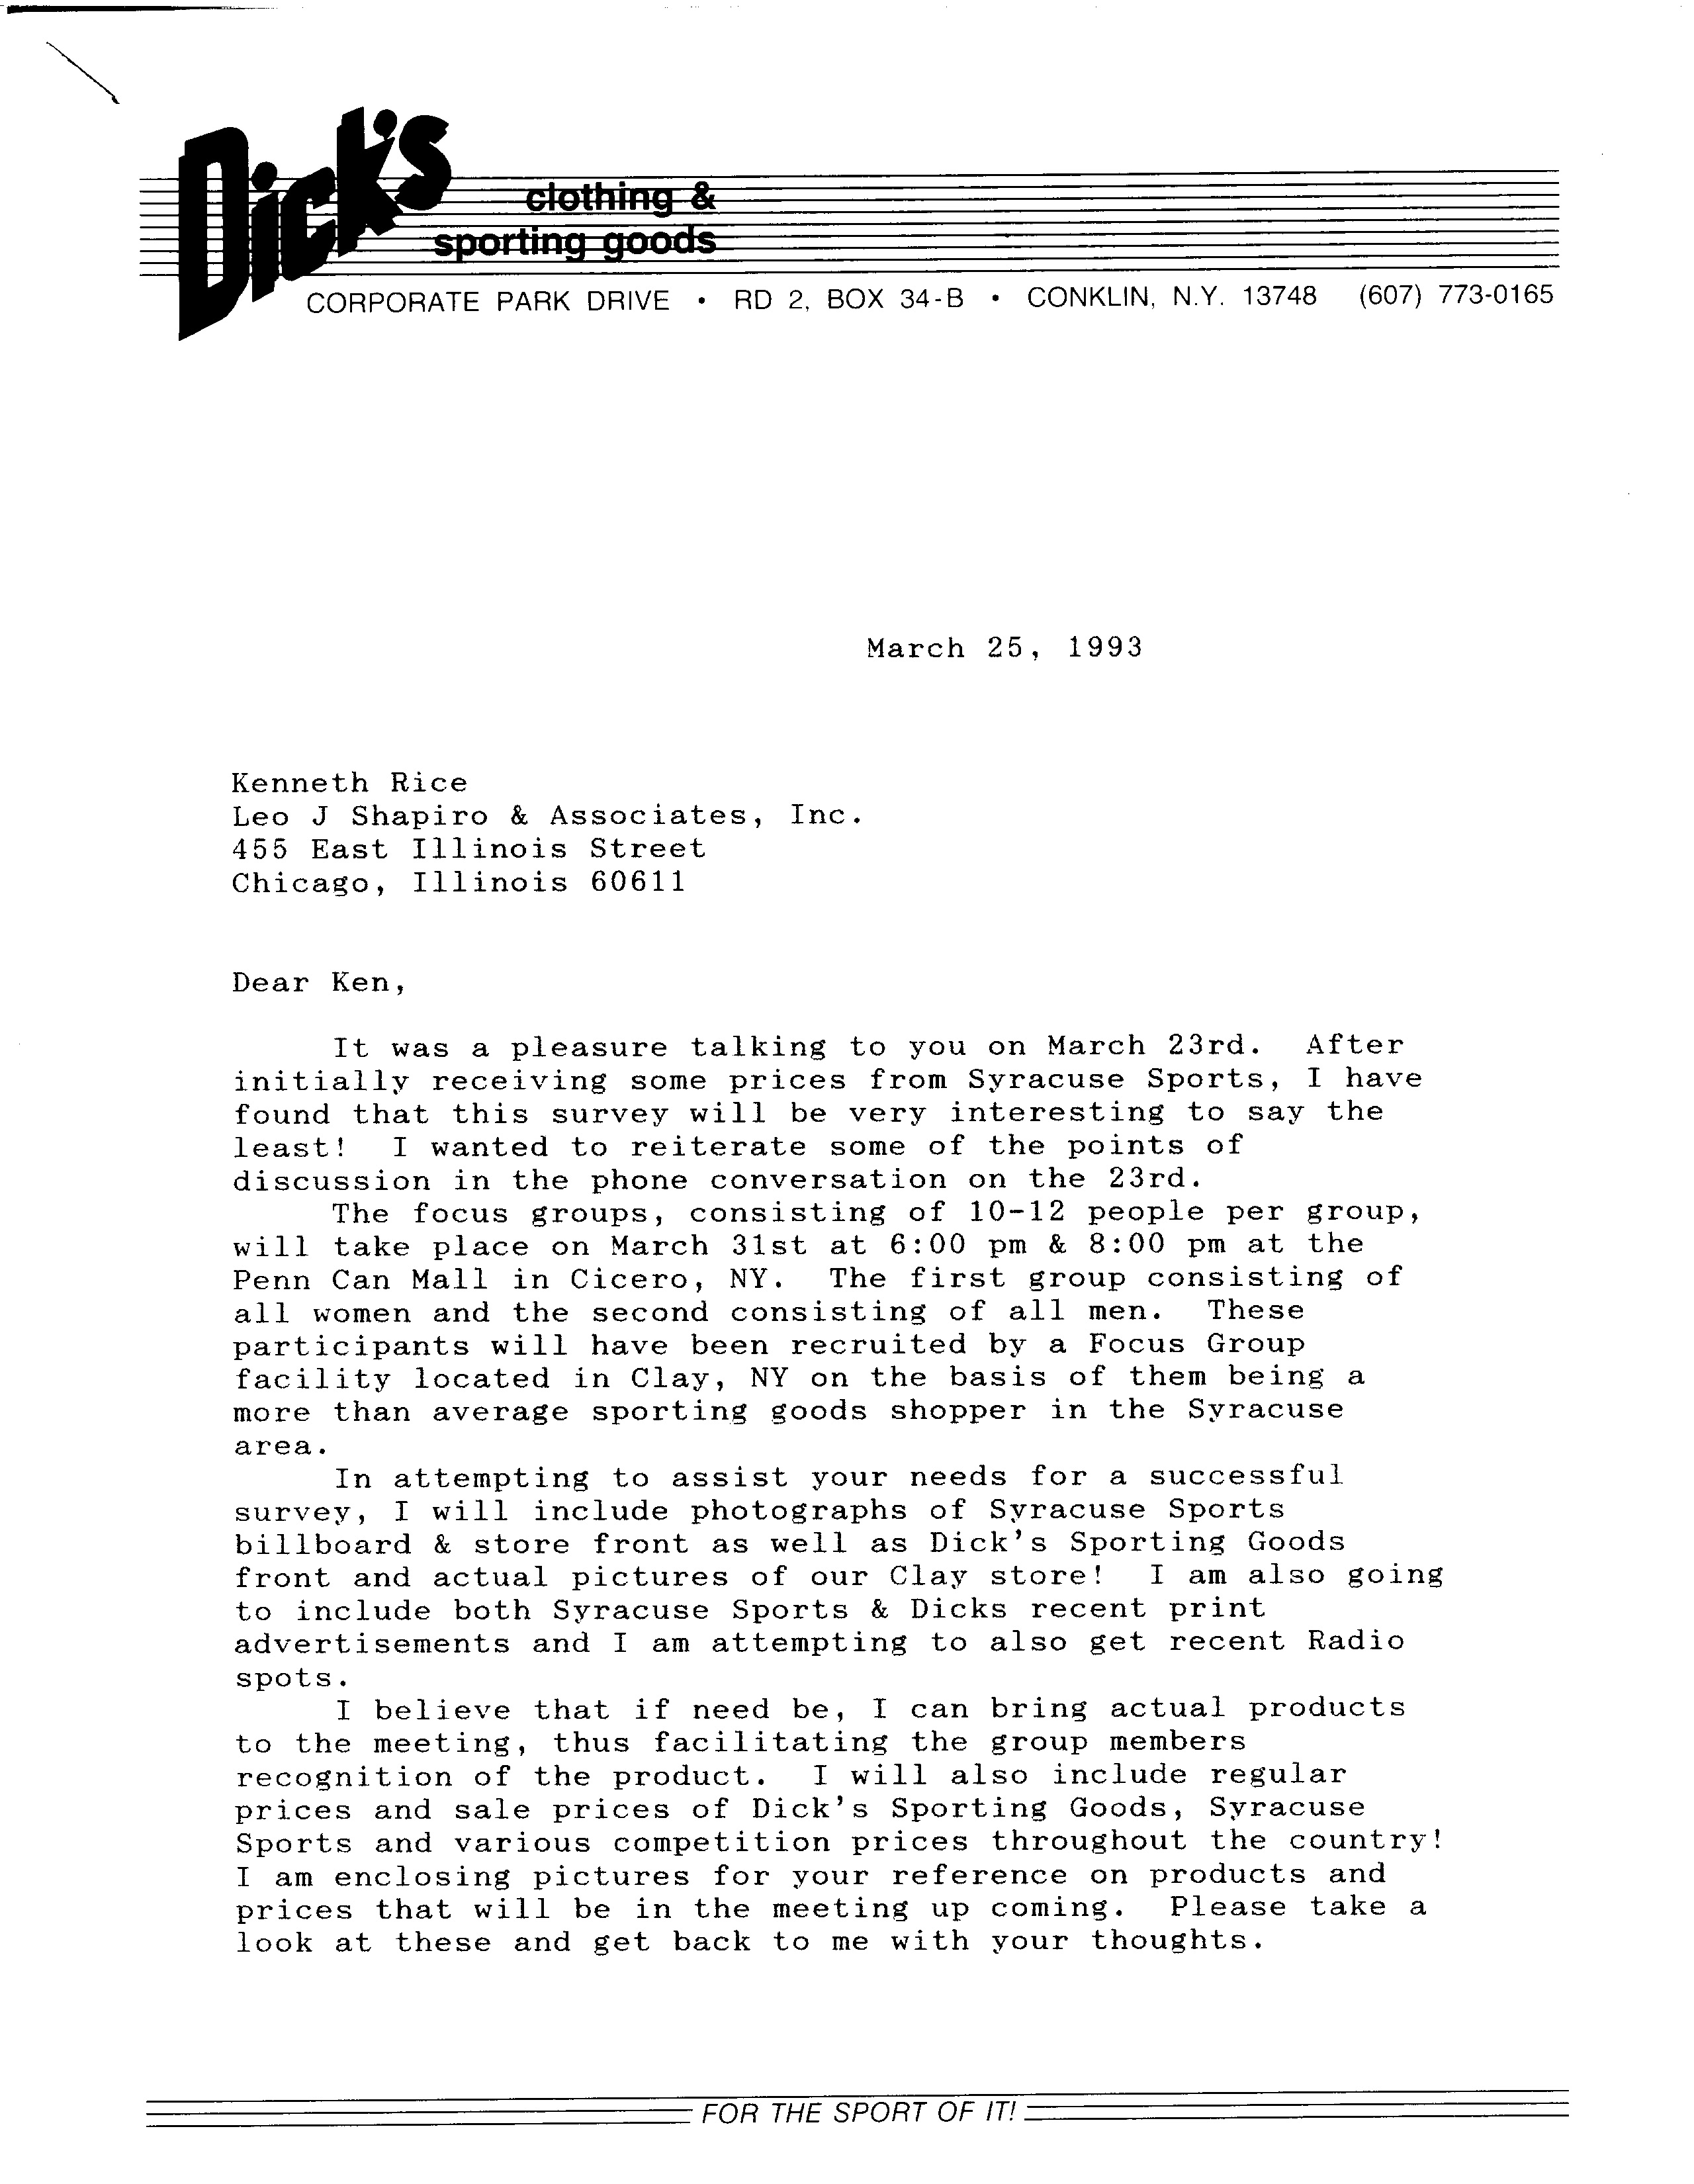 Dick's
clothing &
sporting goods
CORPORATE PARK DRIVE • RD 2, BOX 34-B • CONKLIN, N.Y. 13748 (607) 773-0165
March 25, 1993
Kenneth Rice
Leo J Shapiro & Associates, Inc.
455 East Illinois Street
Chicago, Illinois 60611
Dear Ken,
It was a pleasure talking to you on March 23rd. After
initially receiving some prices from Syracuse Sports, I have
found that this survey will be very interesting to say the
least! I wanted to reiterate some of the points of
discussion in the phone conversation on the 23rd.
The focus groups, consisting of 10-12 people per group,
will take place on March 31st at 6:00 pm & 8:00 pm at the
Penn Can Mall in Cicero, NY. The first group consisting of
all women and the second consisting of all men. These
participants will have been recruited by a Focus Group
facility located in Clay, NY on the basis of them being a
more than average sporting goods shopper in the Syracuse
area.
In attempting to assist your needs for a successful
survey, I will include photographs of Syracuse Sports
billboard & store front as well as Dick's Sporting Goods
front and actual pictures of our Clay store! I am also going
to include both Syracuse Sports & Dicks recent print
advertisements and I am attempting to also get recent Radio
spots.
I believe that if need be, I can bring actual products
to the meeting, thus facilitating the group members
recognition of the product. I will also include regular
prices and sale prices of Dick's Sporting Goods, Syracuse
Sports and various competition prices throughout the country!
I am enclosing pictures for your reference on products and
prices that will be in the meeting up coming. Please take a
look at these and get back to me with your thoughts.
FOR THE SPORT OF IT!